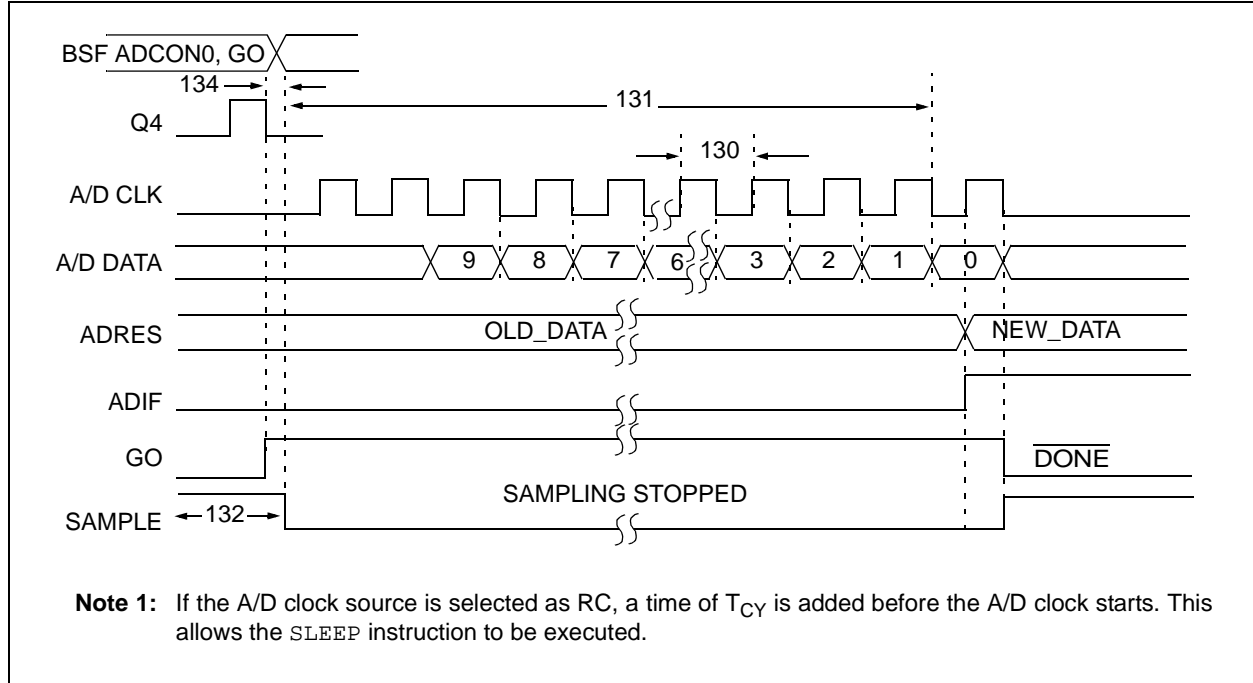 BSF ADCON0, GO
134
131
Q4
130
A/D CLK
A/D DATA 9 8 7 6 3 2 1 0
ADRES OLD_DATA NEW_DATA
ADIF
GO DONE
SAMPLING STOPPED
SAMPLE 132
Note 1: If the A/D clock source is selected as RC, a time of TCY is added before the A/D clock starts. This
allows the SLEEP instruction to be executed.